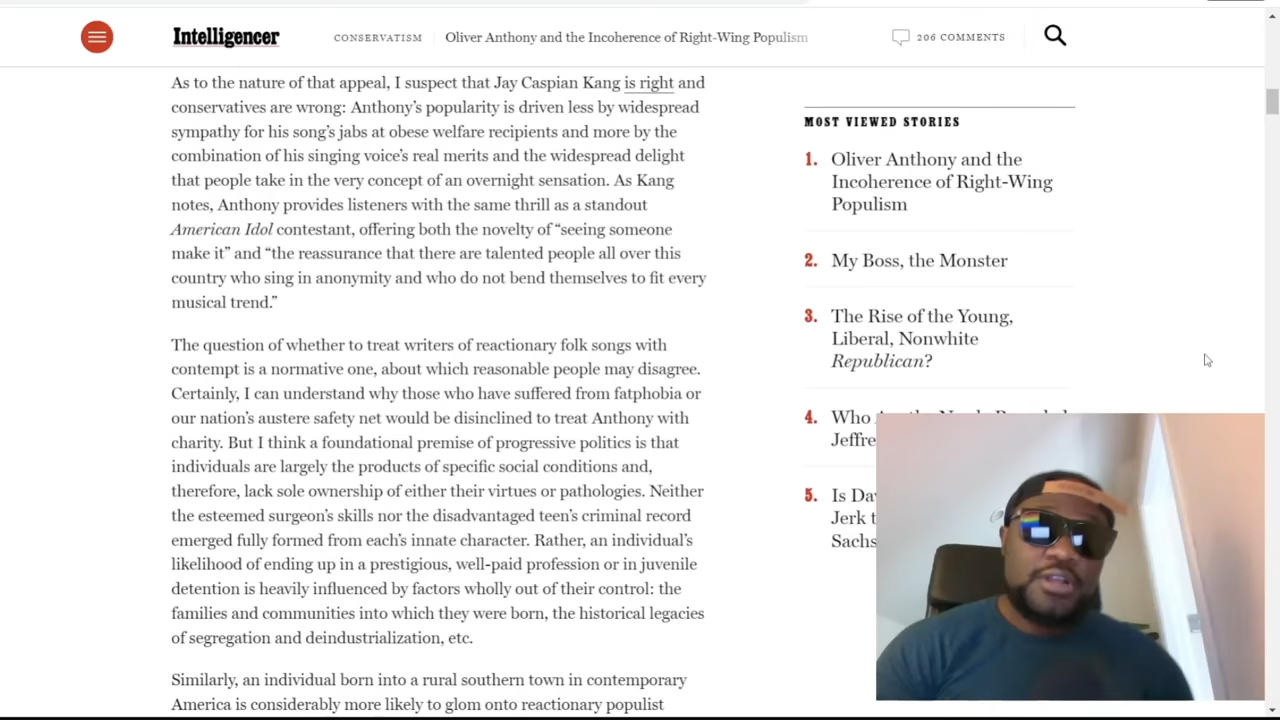 Intelligencer
CONSERVATISM
Oliver Anthony and the Incoherence of Right-Wing Populism
206 COMMENTS
As to the nature of that appeal, I suspect that Jay Caspian Kang is right and
conservatives are wrong: Anthony’s popularity is driven less by widespread
sympathy for his song’s jabs at obese welfare recipients and more by the
combination of his singing voice’s real merits and the widespread delight
that people take in the very concept of an overnight sensation. As Kang
notes, Anthony provides listeners with the same thrill as a standout
American Idol contestant, offering both the novelty of “seeing someone
make it” and “the reassurance that there are talented people all over this
country who sing in anonymity and who do not bend themselves to fit every
musical trend.”
The question of whether to treat writers of reactionary folk songs with
contempt is a normative one, about which reasonable people may disagree.
Certainly, I can understand why those who have suffered from fatphobia or
our nation’s austere safety net would be disinclined to treat Anthony with
charity. But I think a foundational premise of progressive politics is that
individuals are largely the products of specific social conditions and,
therefore, lack sole ownership of either their virtues or pathologies. Neither
the esteemed surgeon’s skills nor the disadvantaged teen’s criminal record
emerged fully formed from each’s innate character. Rather, an individual’s
likelihood of ending up in a prestigious, well-paid profession or in juvenile
detention is heavily influenced by factors wholly out of their control: the
families and communities into which they were born, the historical legacies
of segregation and deindustrialization, etc.
Similarly, an individual born into a rural southern town in contemporary
America is considerably more likely to glom onto reactionary populist
MOST VIEWED STORIES
1. Oliver Anthony and the
Incoherence of Right-Wing
Populism
2. My Boss, the Monster
3. The Rise of the Young,
Liberal, Nonwhite
Republican?
4. Who
Jeffre
5. Is Da
Jerk t
Sachs